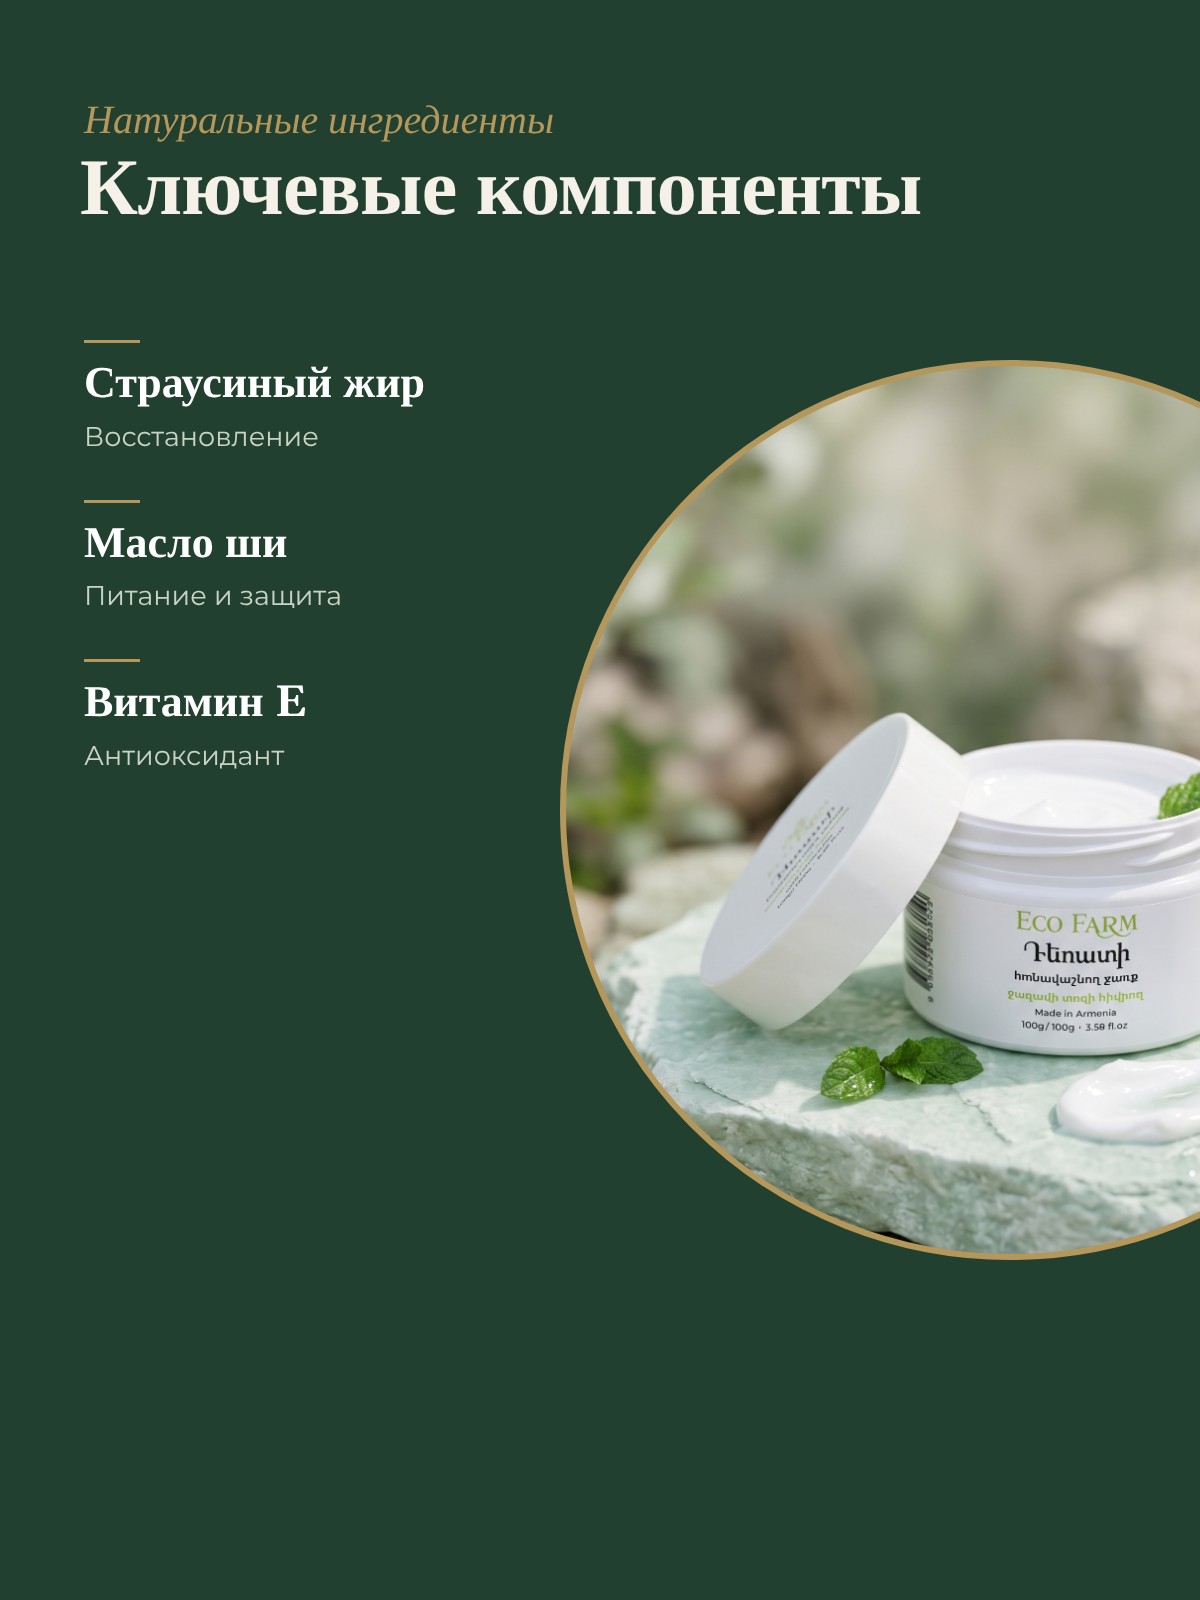 Натуральные ингредиенты
Ключевые компоненты
Страусиный жир
Восстановление
Масло ши
Питание и защита
Витамин E
Антиоксидант
ECO FARM
Made in Armenia
100g/100g • 3.58 fl.oz